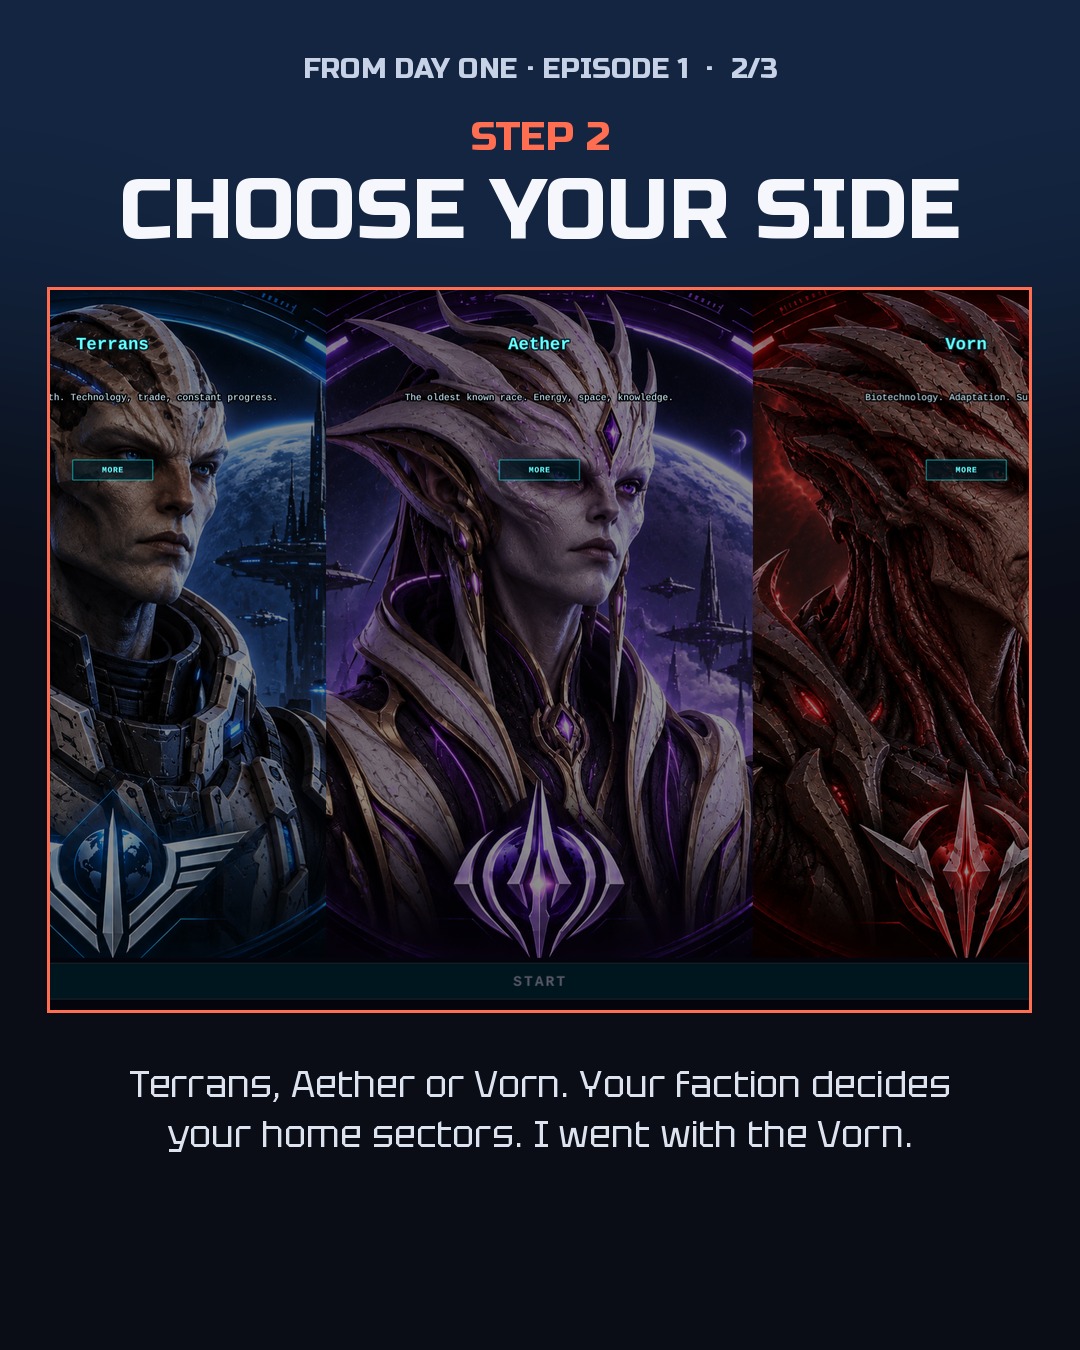 FROM DAY ONE · EPISODE 1 · 2/3
STEP 2
CHOOSE YOUR SIDE
Terrans
Aether
Vorn
th. Technology, trade, constant progress.
The oldest known race. Energy, space, knowledge.
Biotechnology. Adaptation. Su
MORE
MORE
MORE
START
Terrans, Aether or Vorn. Your faction decides
your home sectors. I went with the Vorn.